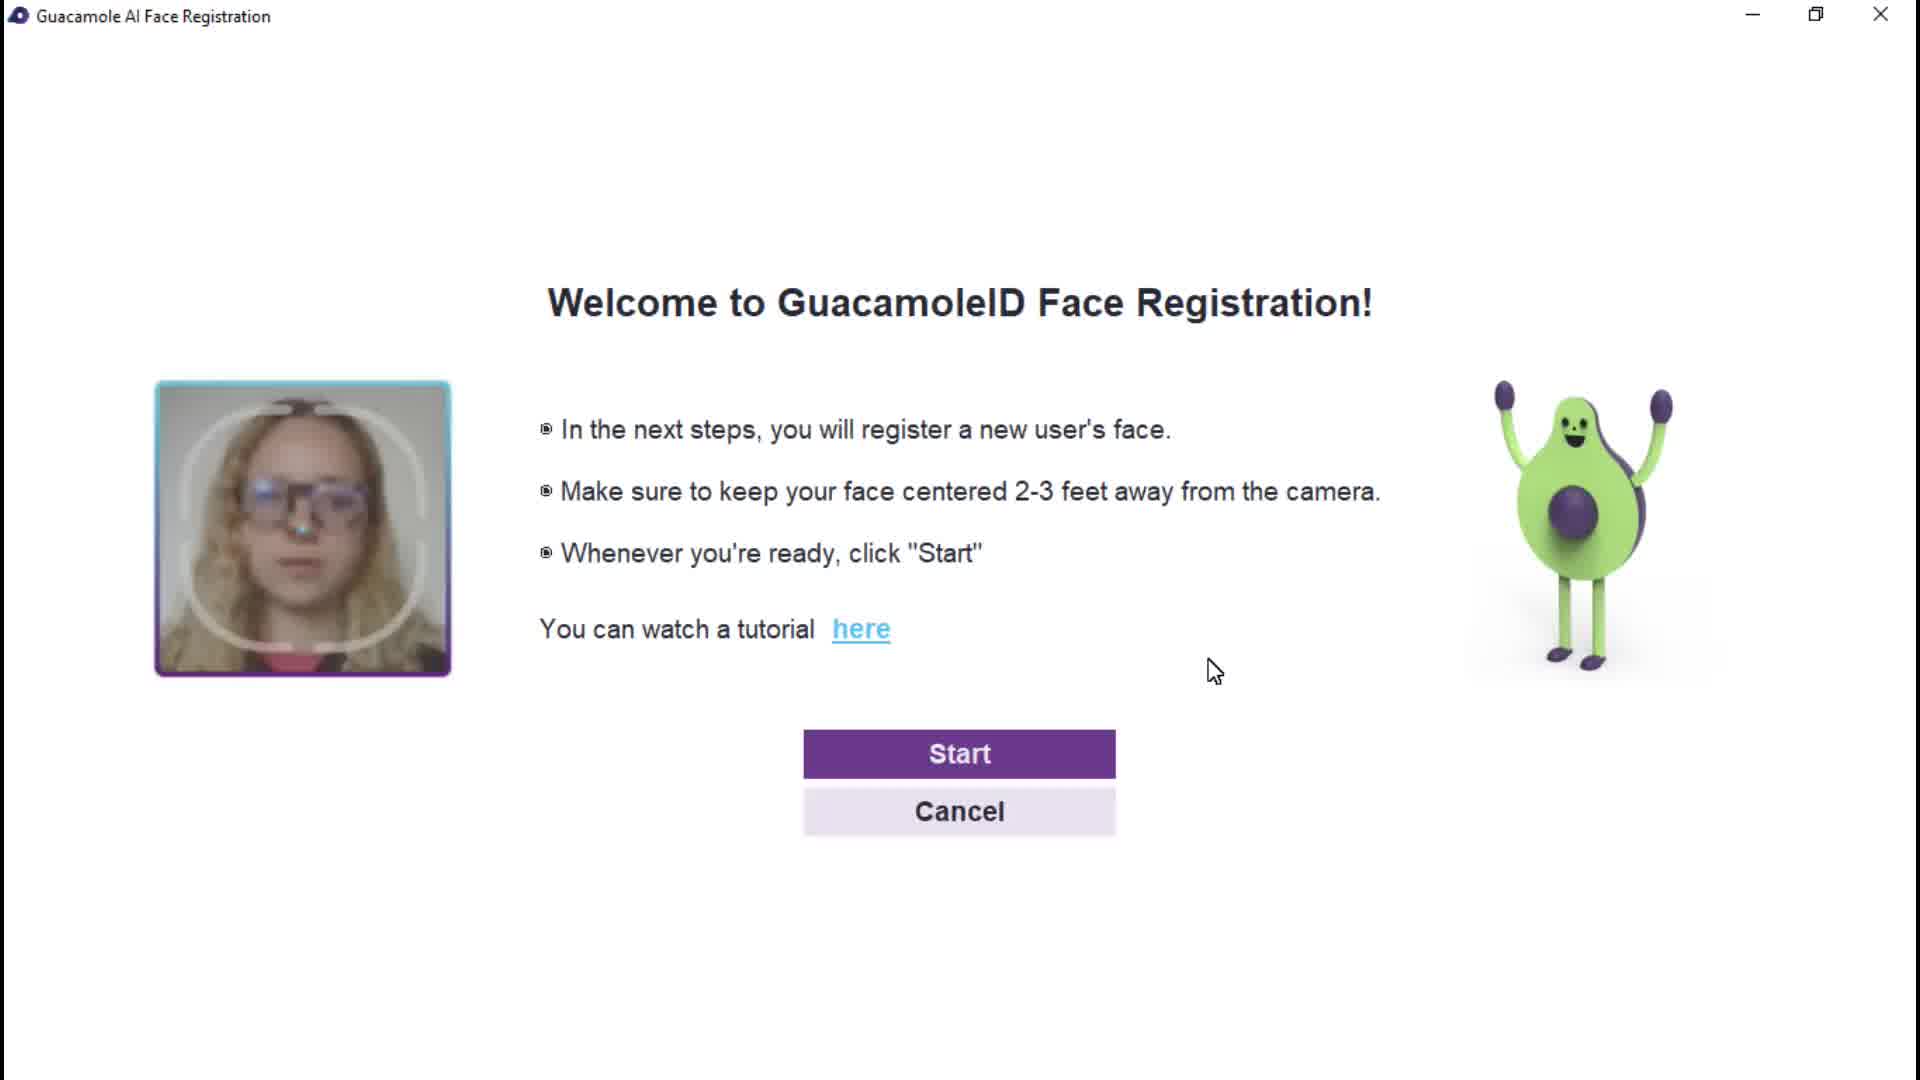 Guacamole AI Face Registration
Welcome to GuacamoleID Face Registration!
In the next steps, you will register a new user's face.
Make sure to keep your face centered 2-3 feet away from the camera.
Whenever you're ready, click "Start"
You can watch a tutorial here
Start
Cancel